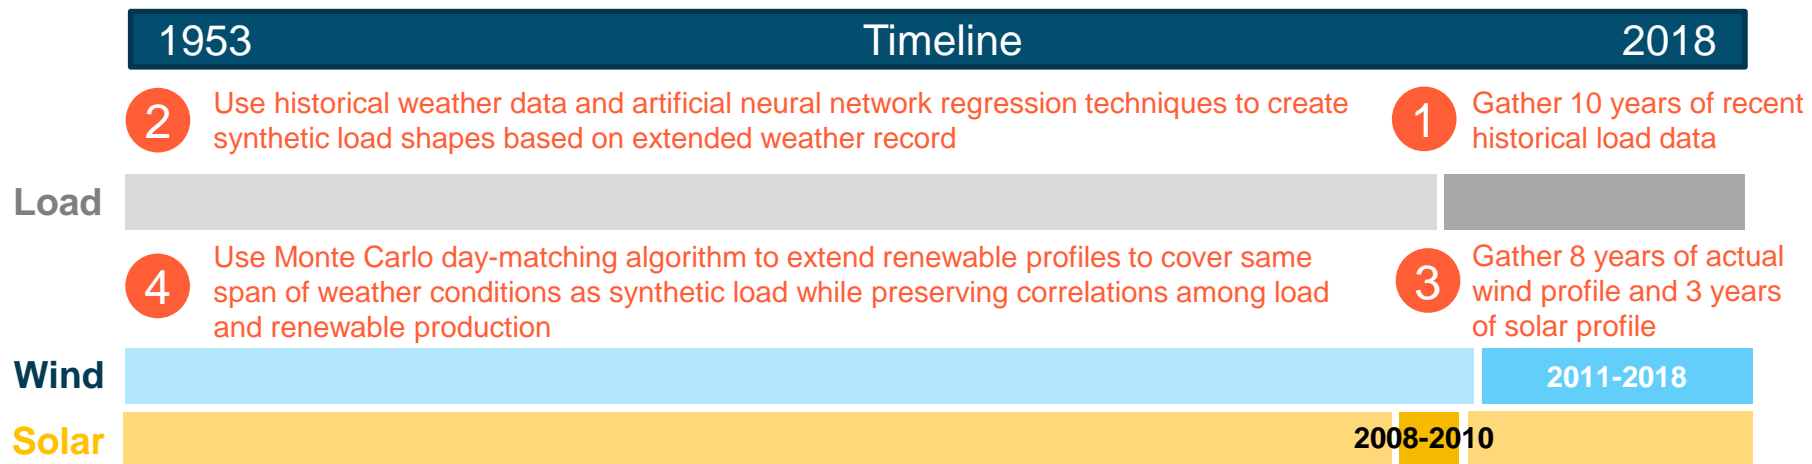 1953 Timeline 2018
2 Use historical weather data and artificial neural network regression techniques to create
synthetic load shapes based on extended weather record
1 Gather 10 years of recent
historical load data
Load
4 Use Monte Carlo day-matching algorithm to extend renewable profiles to cover same
span of weather conditions as synthetic load while preserving correlations among load
and renewable production
3 Gather 8 years of actual
wind profile and 3 years
of solar profile
Wind 2011-2018
Solar 2008-2010